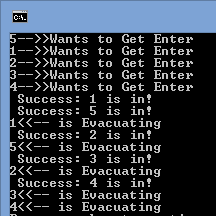 C:\.
5-->>Wants to Get Enter
1-->>Wants to Get Enter
2-->>Wants to Get Enter
3-->>Wants to Get Enter
4-->>Wants to Get Enter
 Success: 1 is in!
 Success: 5 is in!
1<<-- is Evacuating
 Success: 2 is in!
5<<-- is Evacuating
 Success: 3 is in!
2<<-- is Evacuating
 Success: 4 is in!
3<<-- is Evacuating
4<<-- is Evacuating